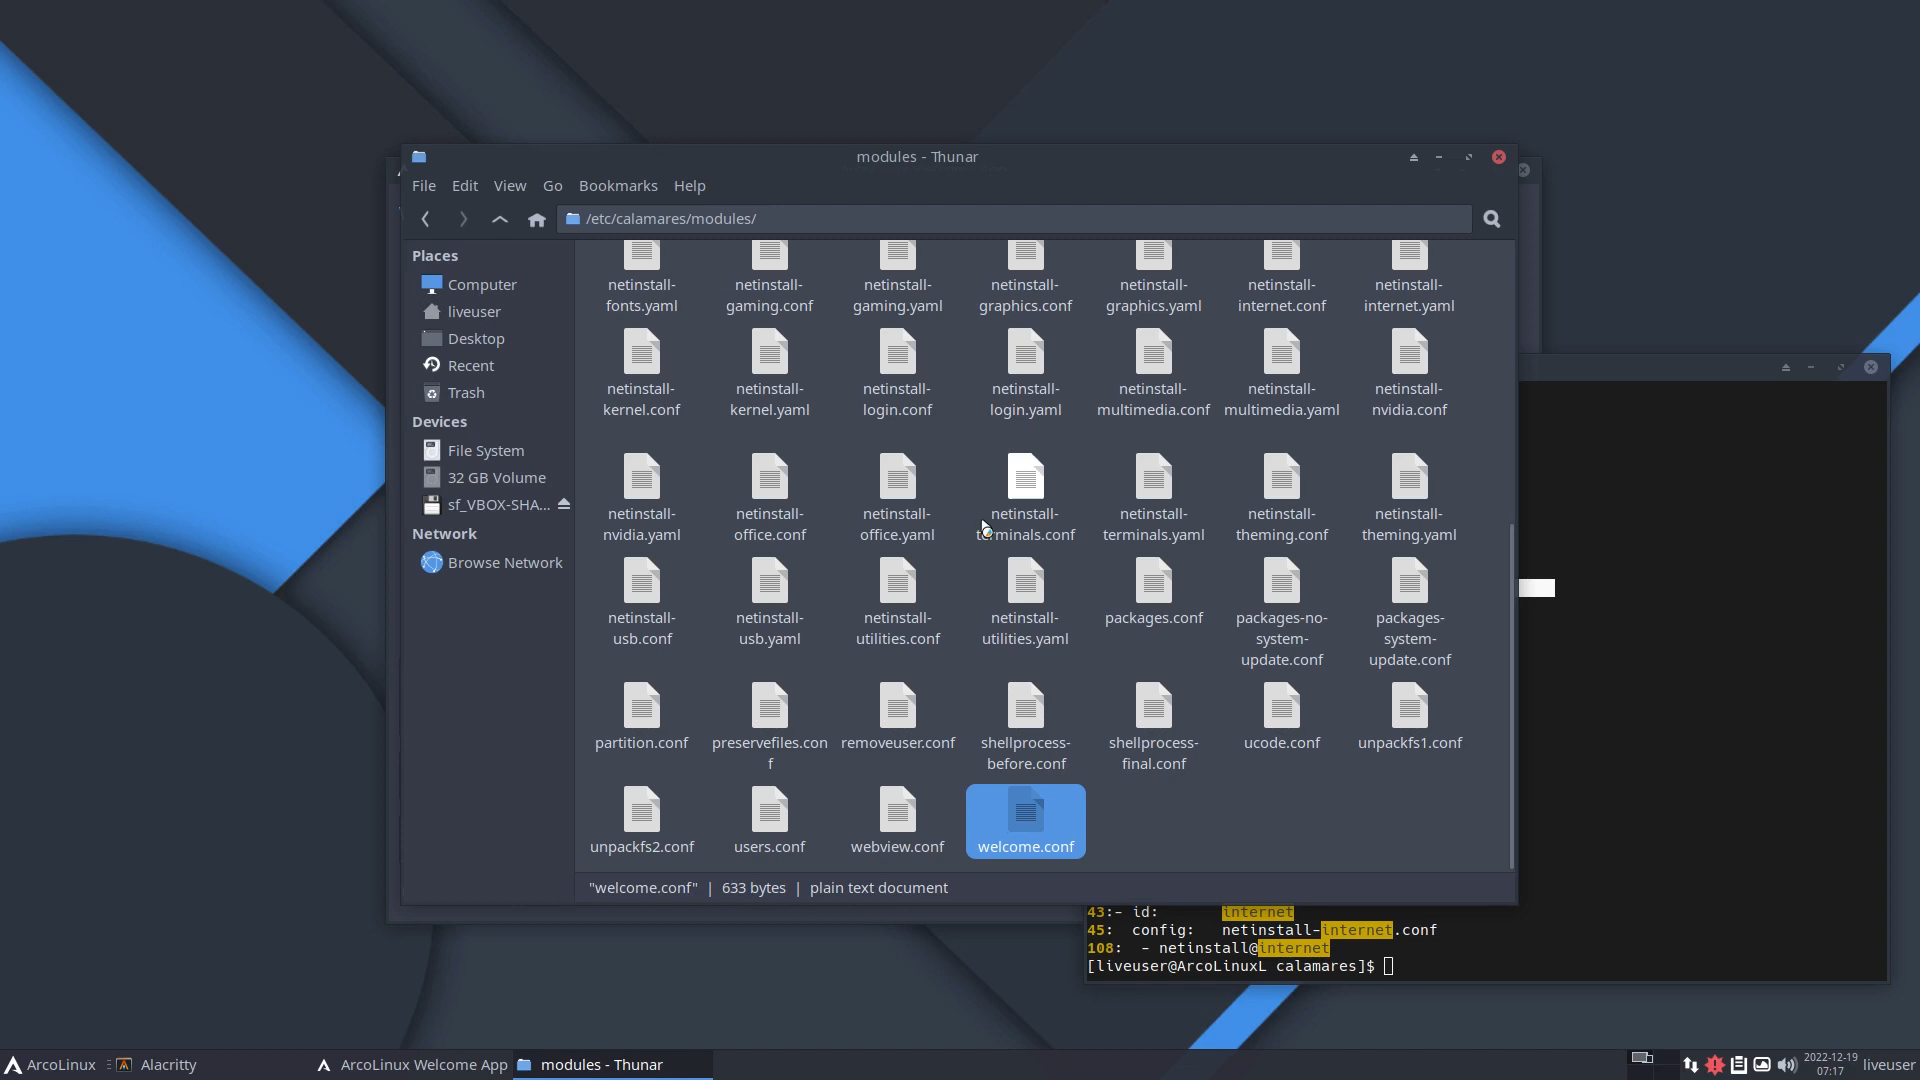 modules - Thunar
File Edit View Go Bookmarks Help
/etc/calamares/modules/
Places
Computer
liveuser
Desktop
Recent
Trash
Devices
File System
32 GB Volume
sf_VBOX-SHA...
Network
Browse Network
netinstall-fonts.yaml
netinstall-gaming.conf
netinstall-gaming.yaml
netinstall-graphics.conf
netinstall-graphics.yaml
netinstall-internet.conf
netinstall-internet.yaml
netinstall-kernel.conf
netinstall-kernel.yaml
netinstall-login.conf
netinstall-login.yaml
netinstall-multimedia.conf
netinstall-multimedia.yaml
netinstall-nvidia.conf
netinstall-nvidia.yaml
netinstall-office.conf
netinstall-office.yaml
netinstall-terminals.conf
netinstall-terminals.yaml
netinstall-theming.conf
netinstall-theming.yaml
netinstall-usb.conf
netinstall-usb.yaml
netinstall-utilities.conf
netinstall-utilities.yaml
packages.conf
packages-no-system-update.conf
packages-system-update.conf
partition.conf
preservefiles.conf
removeuser.conf
shellprocess-before.conf
shellprocess-final.conf
ucode.conf
unpackfs1.conf
unpackfs2.conf
users.conf
webview.conf
welcome.conf
"welcome.conf" | 633 bytes | plain text document
43:- id: internet
45: config: netinstall-internet.conf
108: - netinstall@internet
[liveuser@ArcoLinuxL calamares]$
ArcoLinux
Alacritty
ArcoLinux Welcome App
modules - Thunar
2022-12-19
07:17
liveuser